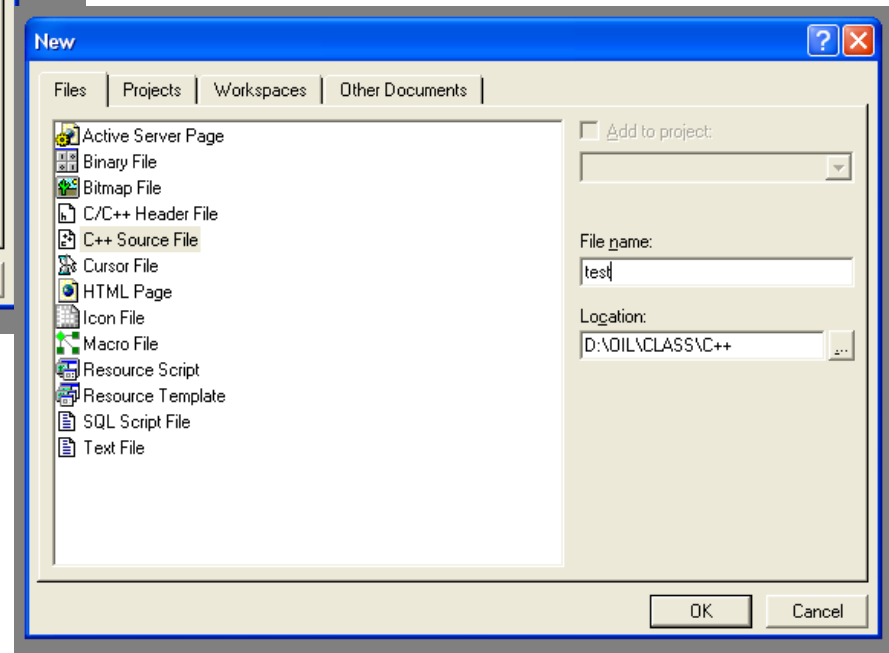 New
Files Projects Workspaces Other Documents
Active Server Page
Binary File
Bitmap File
C/C++ Header File
C++ Source File
Cursor File
HTML Page
Icon File
Macro File
Resource Script
Resource Template
SQL Script File
Text File
Add to project:
File name:
test
Location:
D:\OIL\CLASS\C++
...
OK Cancel